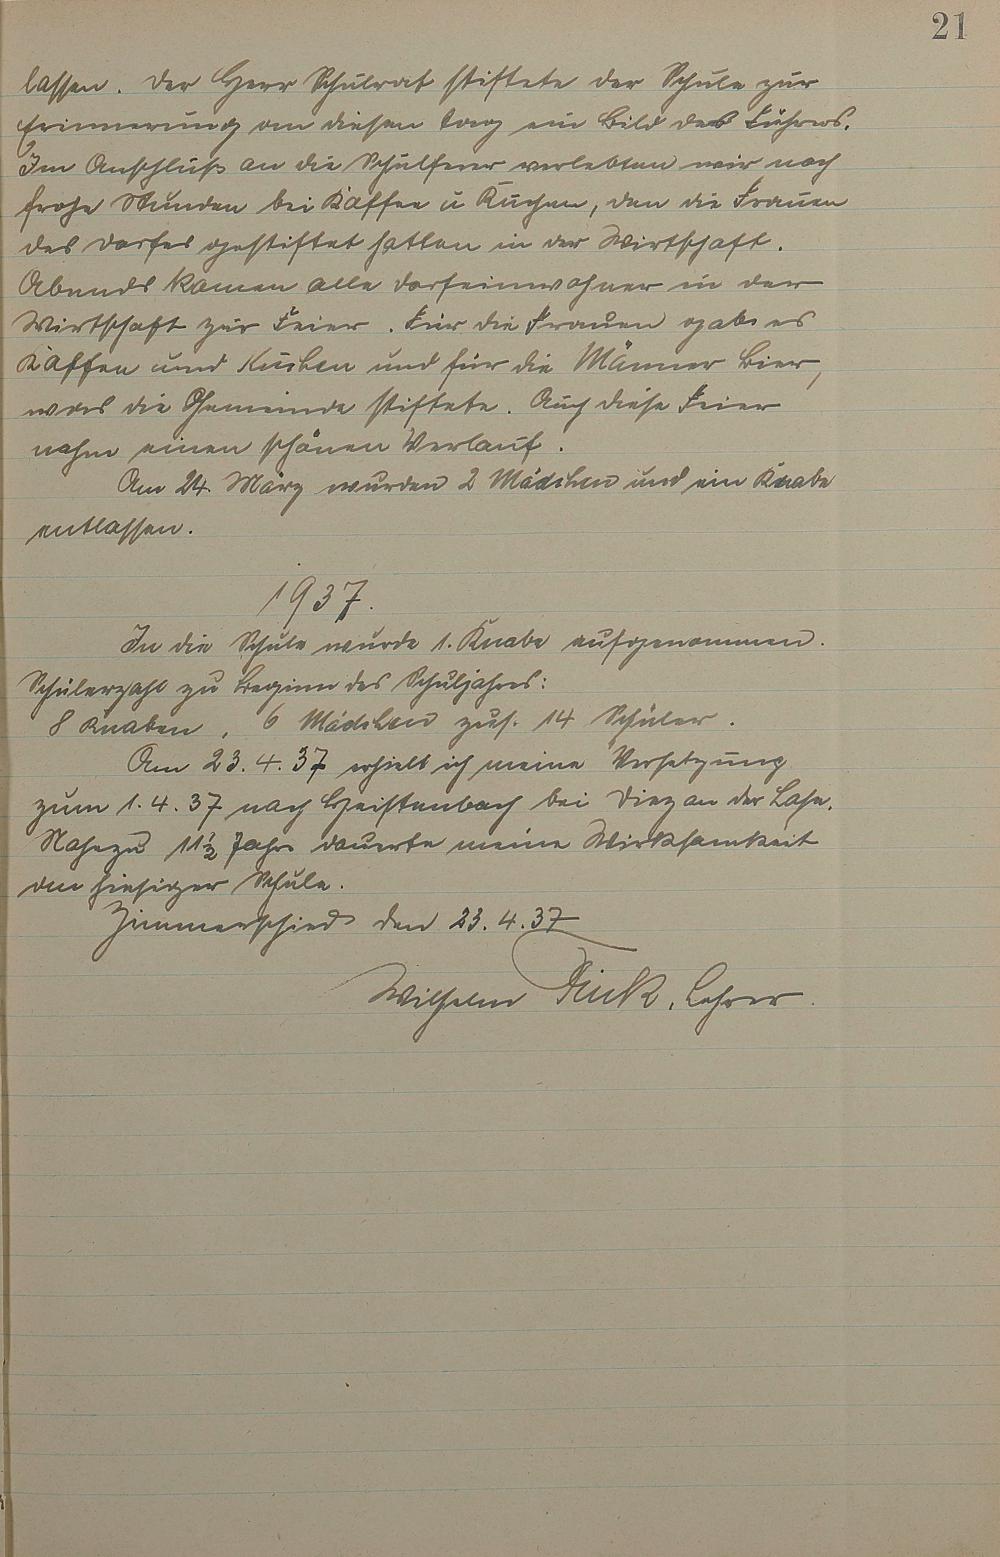 21
lassen. Der Herr Schulrat stiftete der Schule zur
Erinnerung an diesen Tag ein Bild des Führers.
Im Anschluß an die Schulfeier verlebten wir noch
frohe Stunden bei Kaffee u Kuchen, den die Frauen
des Dorfes gestiftet hatten in der Wirtschaft.
Abends kamen alle Dorfeinwohner in der
Wirtschaft zur Feier. Für die Frauen gab es
Kaffee und Kuchen und für die Männer Bier,
was die Gemeinde stiftete. Auch diese Feier
nahm einen schönen Verlauf.
Am 24. März wurden 2 Mädchen und ein Knabe
entlassen.
1937.
In die Schule wurde 1. Knabe aufgenommen.
Schülerzahl zu Beginn des Schuljahres:
8 Knaben, 6 Mädchen zus. 14 Schüler.
Am 23.4.37 erhielt ich meine Versetzung
zum 1.4.37 nach Heistenbach bei Diez an der Lahn.
Nahezu 11½ Jahre dauerte meine Wirksamkeit
an hiesiger Schule.
Zimmerschied den 23.4.37
Wilhelm Fink, Lehrer.